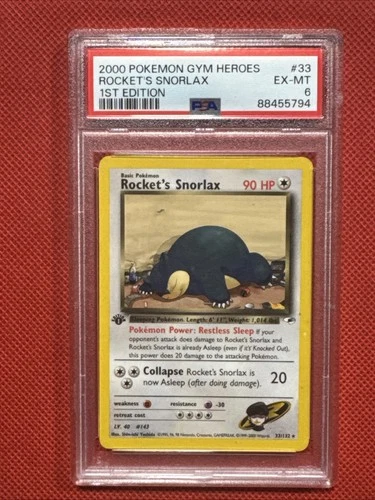 2000 POKEMON GYM HEROES #33
ROCKET'S SNORLAX EX-MT
1ST EDITION 6
PSA 88455794
Basic Pokémon
Rocket's Snorlax 90 HP
Sleeping Pokémon. Length: 6' 11", Weight: 1,014 lbs.
Pokémon Power: Restless Sleep If your
opponent's attack does damage to Rocket's Snorlax and
Rocket's Snorlax is already Asleep (even if it's Knocked Out),
this power does 20 damage to the attacking Pokémon.
Collapse Rocket's Snorlax is
now Asleep (after doing damage). 20
weakness resistance -30
retreat cost
LV. 40 #143
33/132